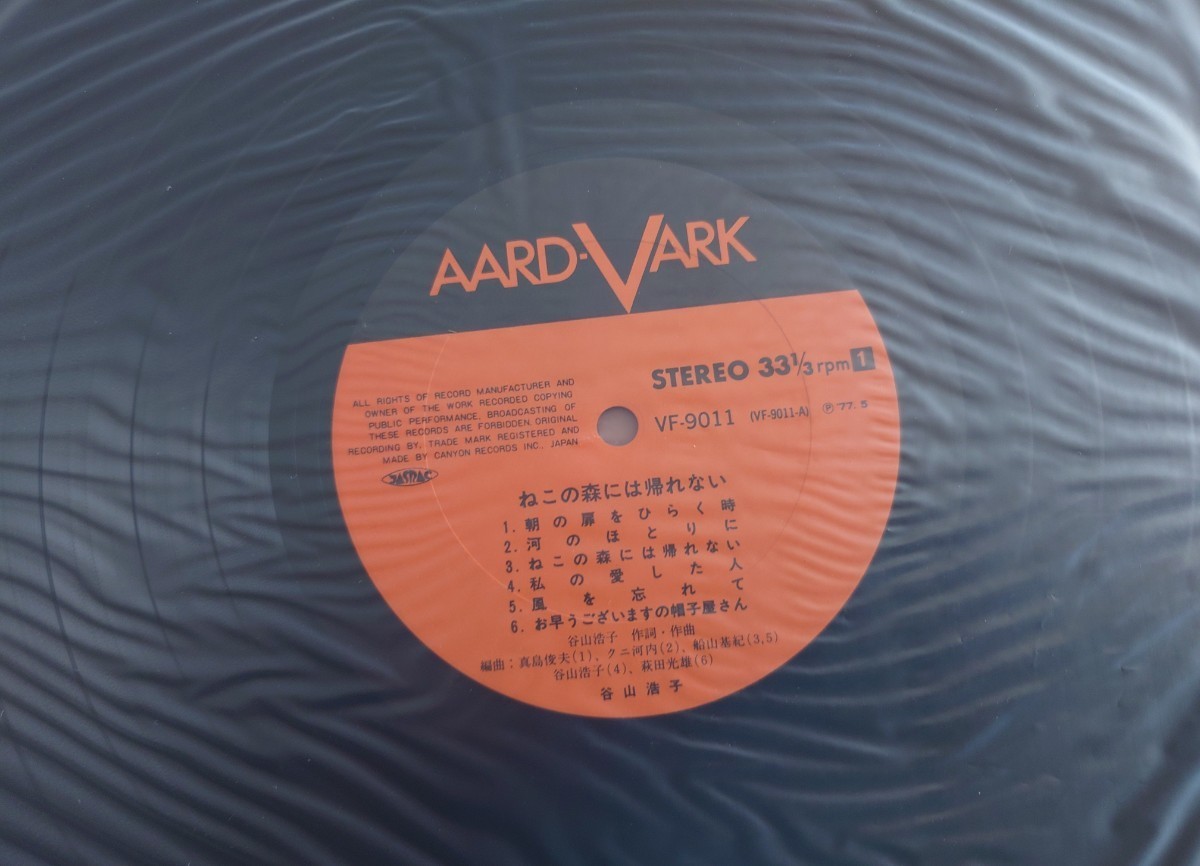 AARD-VARK
STEREO 33⅓ rpm 1
VF-9011 (VF-9011-A) ℗'77.5
ALL RIGHTS OF RECORD MANUFACTURER AND
OWNER OF THE WORK RECORDED COPYING
PUBLIC PERFORMANCE, BROADCASTING OF
THESE RECORDS ARE FORBIDDEN. ORIGINAL
RECORDING BY, TRADE MARK REGISTERED AND
MADE BY CANYON RECORDS INC., JAPAN
JASRAC
ねこの森には帰れない
1. 朝の扉をひらく時
2. 河のほとりに
3. ねこの森には帰れない
4. 私の愛した人
5. 風を忘れて
6. お早うございますの帽子屋さん
谷山浩子 作詞・作曲
編曲：真島俊夫(1)、クニ河内(2)、船山基紀(3,5)
谷山浩子(4)、萩田光雄(6)
谷山浩子